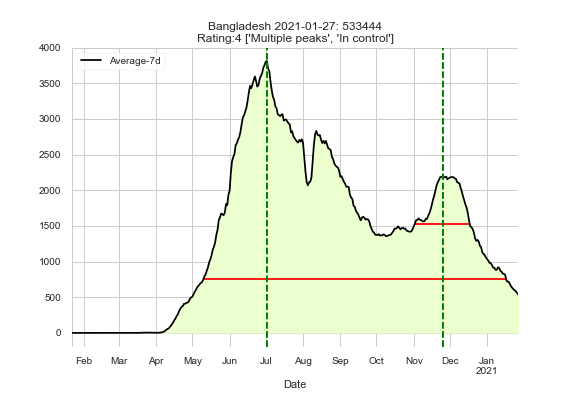 Bangladesh 2021-01-27: 533444
Rating:4 ['Multiple peaks', 'In control']
Average-7d
4000
3500
3000
2500
2000
1500
1000
500
0
Feb Mar Apr May Jun Jul Aug Sep Oct Nov Dec Jan
2021
Date